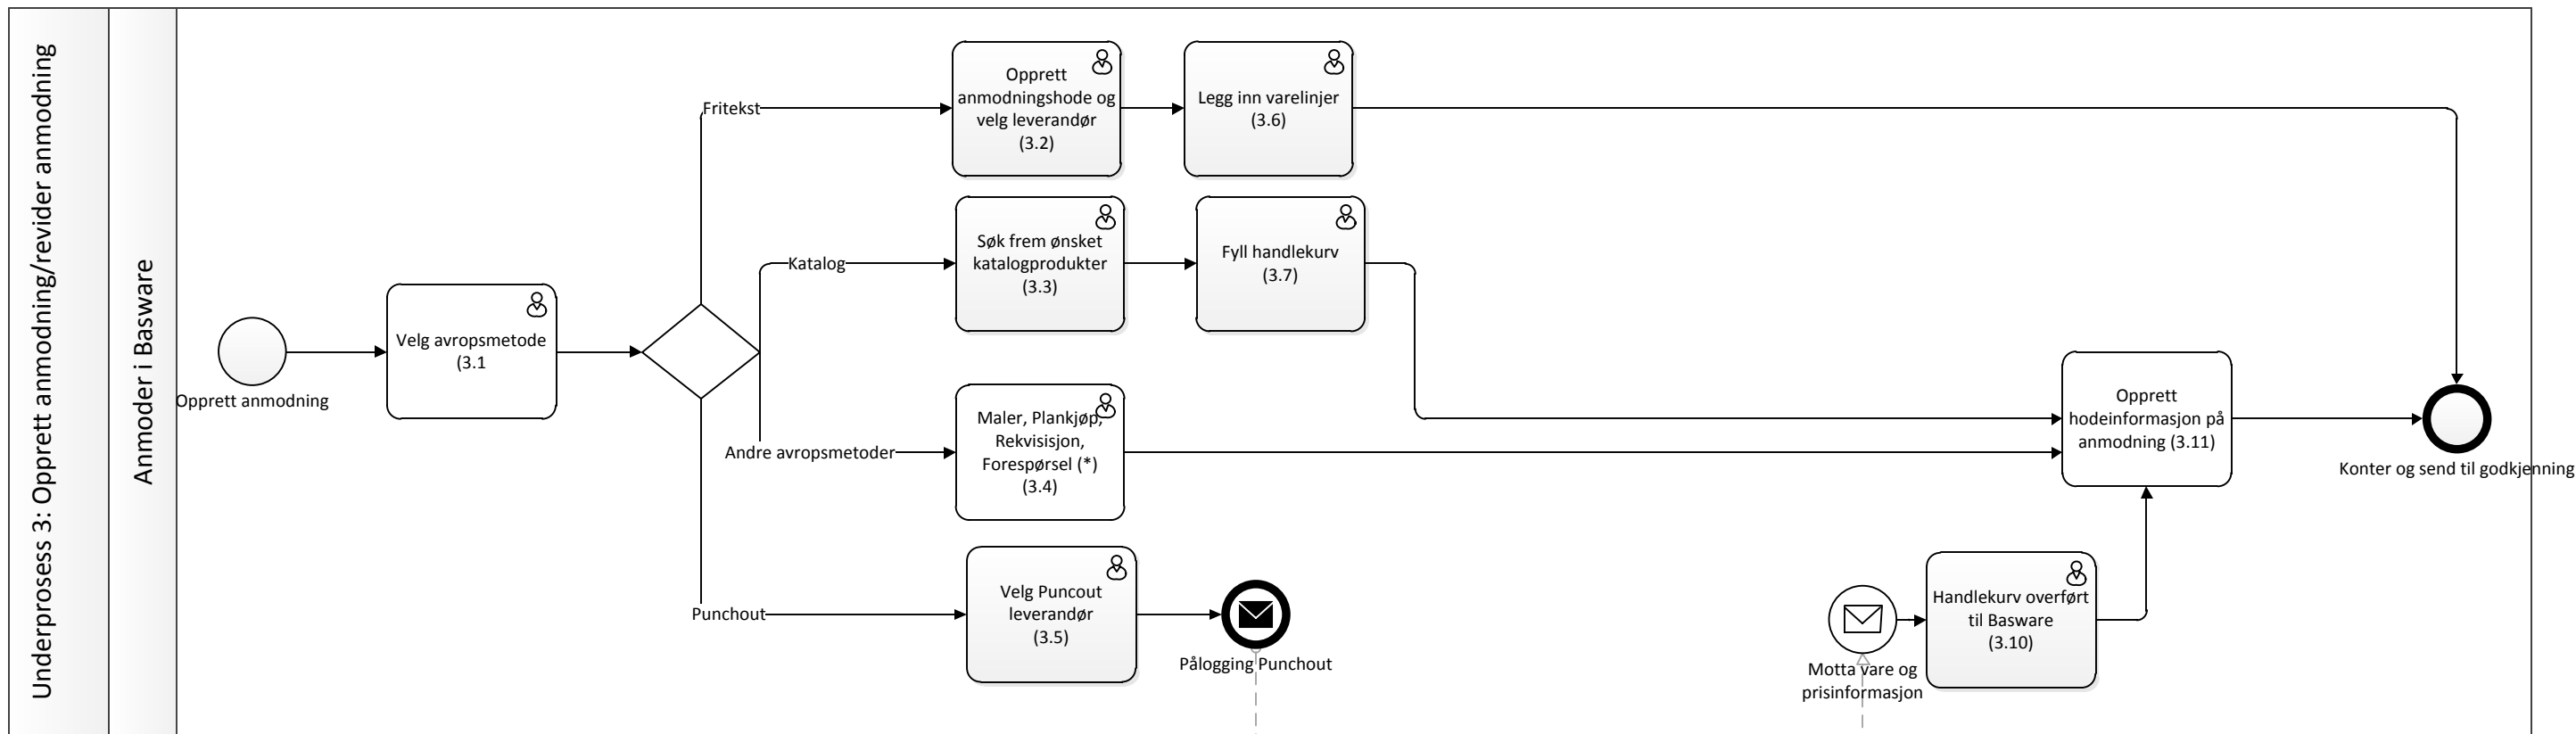 Underprosess 3: Opprett anmodning/revider anmodning
Anmoder i Basware
Opprett anmodning
Velg avropsmetode
(3.1
Fritekst
Opprett
anmodningshode og
velg leverandør
(3.2)
Legg inn varelinjer
(3.6)
Katalog
Søk frem ønsket
katalogprodukter
(3.3)
Fyll handlekurv
(3.7)
Andre avropsmetoder
Maler, Plankjøp,
Rekvisisjon,
Forespørsel (*)
(3.4)
Opprett
hodeinformasjon på
anmodning (3.11)
Konter og send til godkjenning
Punchout
Velg Puncout
leverandør
(3.5)
Pålogging Punchout
Motta vare og
prisinformasjon
Handlekurv overført
til Basware
(3.10)